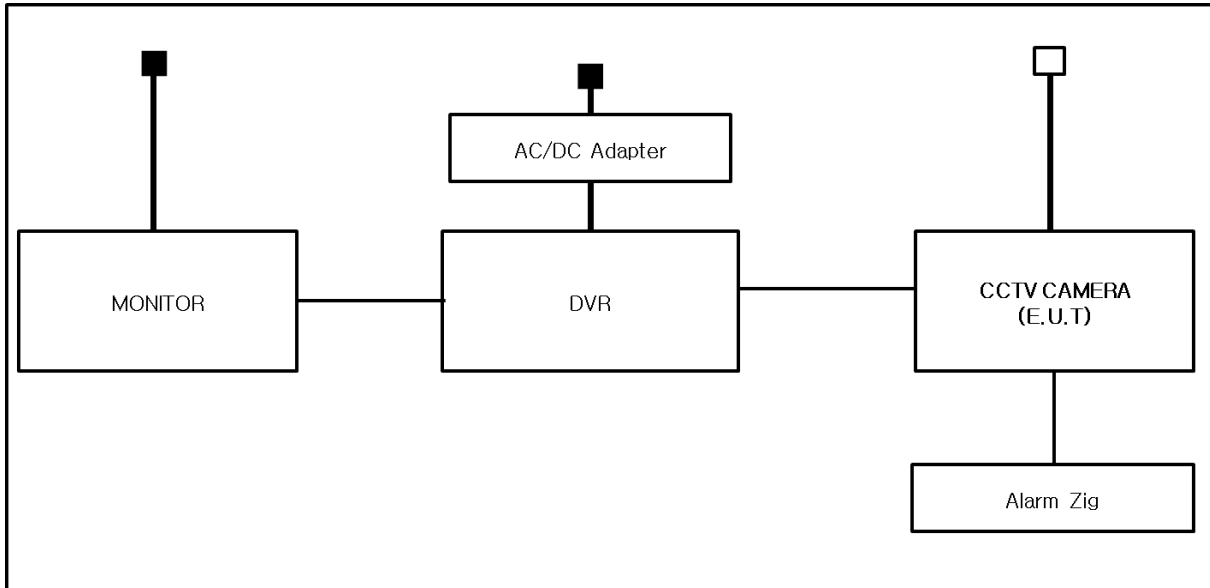 AC/DC Adapter
MONITOR
DVR
CCTV CAMERA
(E.U.T)
Alarm Zig